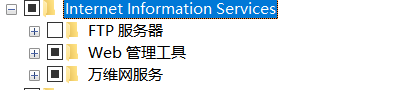 Internet Information Services
FTP 服务器
Web 管理工具
万维网服务